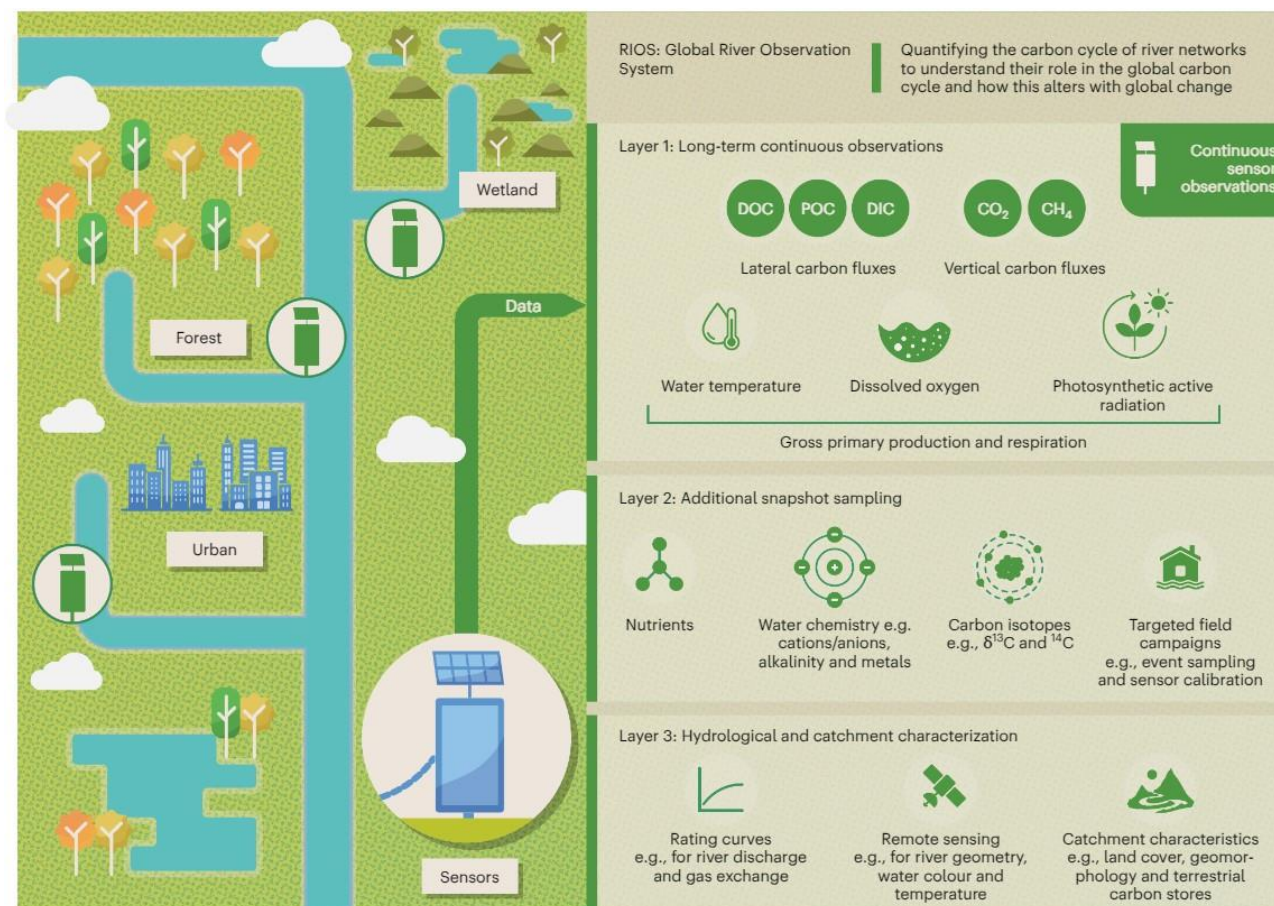 RIOS: Global River Observation
System
Quantifying the carbon cycle of river networks
to understand their role in the global carbon
cycle and how this alters with global change
Layer 1: Long-term continuous observations
Continuous
sensor
observations
DOC
POC
DIC
CO₂
CH₄
Lateral carbon fluxes
Vertical carbon fluxes
Water temperature
Dissolved oxygen
Photosynthetic active
radiation
Gross primary production and respiration
Layer 2: Additional snapshot sampling
Nutrients
Water chemistry e.g.
cations/anions,
alkalinity and metals
Carbon isotopes
e.g., δ¹³C and ¹⁴C
Targeted field
campaigns
e.g., event sampling
and sensor calibration
Layer 3: Hydrological and catchment characterization
Rating curves
e.g., for river discharge
and gas exchange
Remote sensing
e.g., for river geometry,
water colour and
temperature
Catchment characteristics
e.g., land cover, geomor-
phology and terrestrial
carbon stores
Wetland
Data
Forest
Urban
Sensors